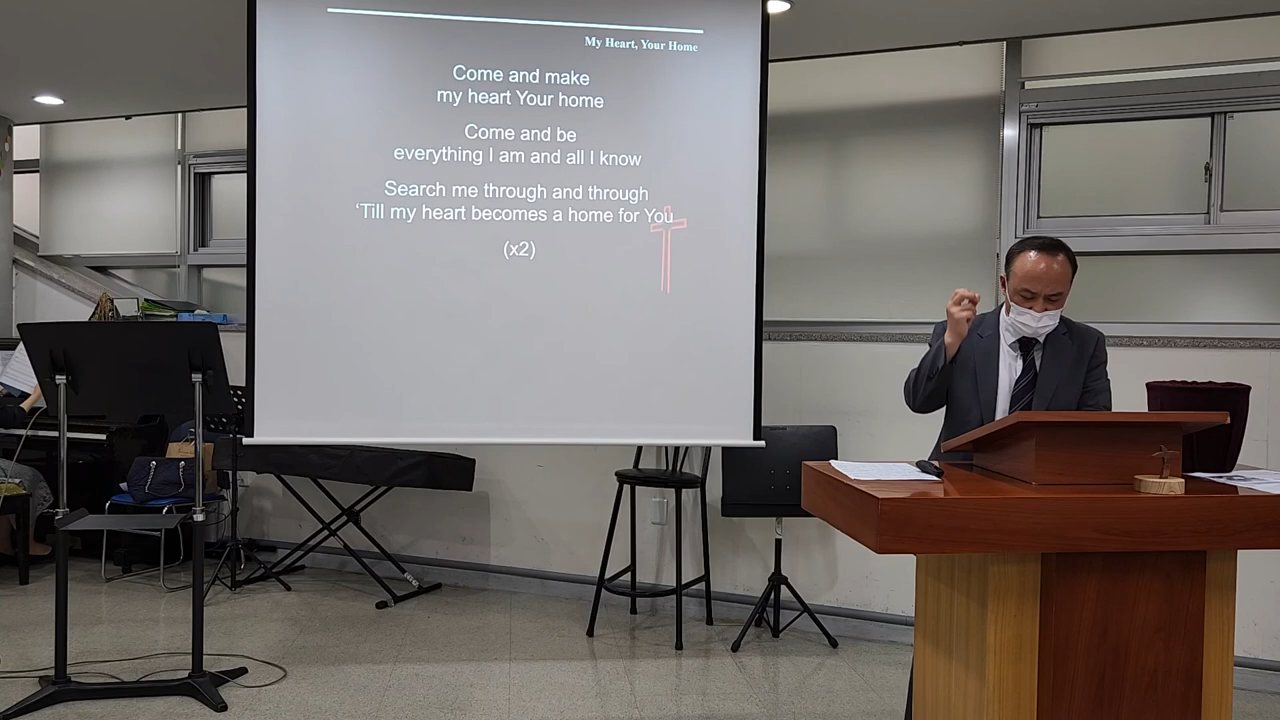 My Heart, Your Home
Come and make
my heart Your home
Come and be
everything I am and all I know
Search me through and through
‘Till my heart becomes a home for You
(x2)